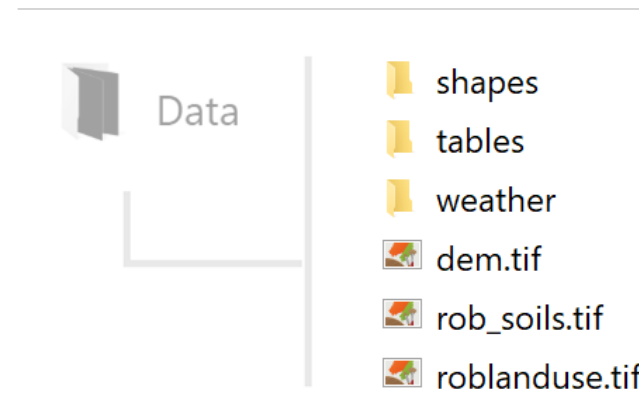 Data
shapes
tables
weather
dem.tif
rob_soils.tif
roblanduse.tif